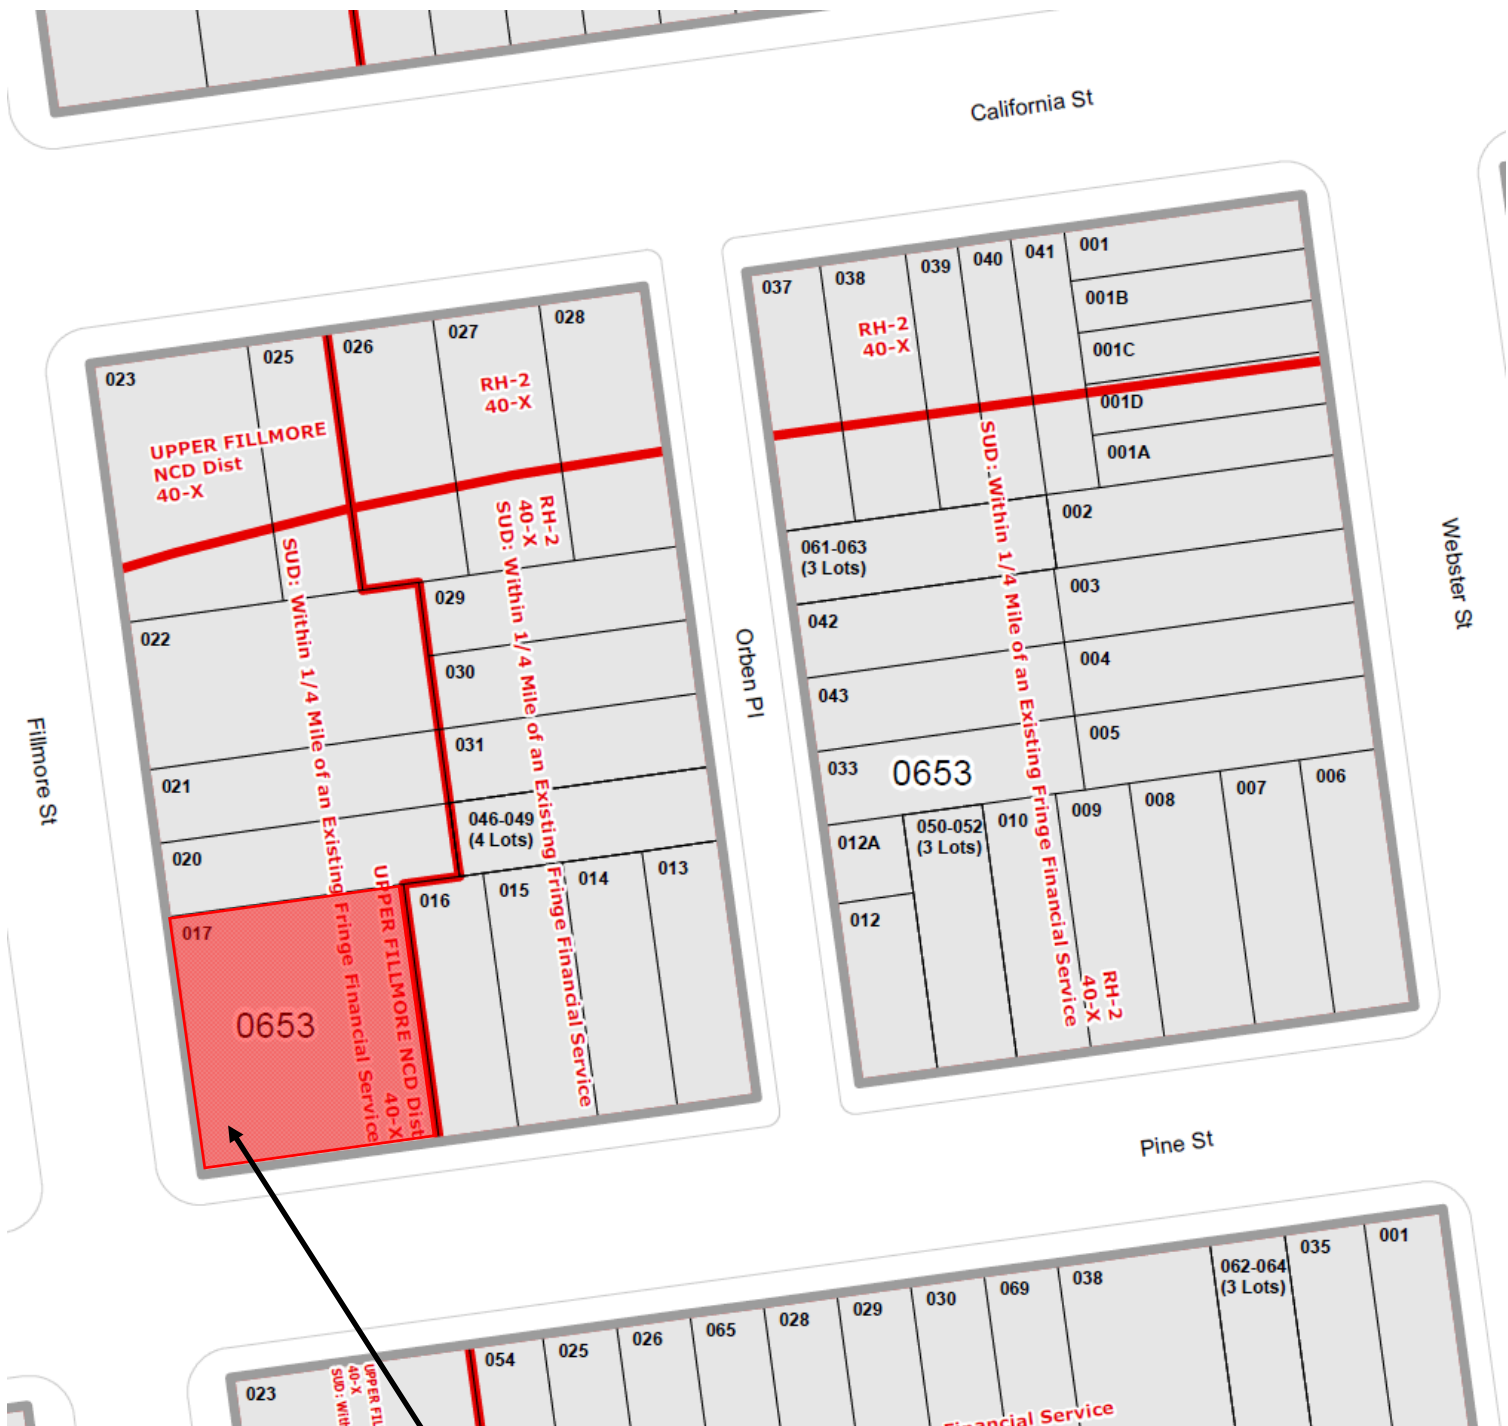 California St
023
025
026
027
028
UPPER FILLMORE
NCD Dist
40-X
RH-2
40-X
RH-2
40-X
SUD: Within 1/4 Mile of an Existing Fringe Financial Service
SUD: Within 1/4 Mile of an Existing Fringe Financial Service
022
029
030
031
021
020
046-049
(4 Lots)
017
0653
UPPER FILLMORE NCD Dist
40-X
016
015
014
013
Fillmore St
Orben Pl
037
038
039
040
041
001
001B
001C
001D
001A
RH-2
40-X
SUD: Within 1/4 Mile of an Existing Fringe Financial Service
061-063
(3 Lots)
002
042
003
043
004
033
0653
005
012A
050-052
(3 Lots)
010
009
008
007
006
012
RH-2
40-X
Webster St
Pine St
023
UPPER FIL
40-X
SUD: With
054
025
026
065
028
029
030
069
038
062-064
(3 Lots)
035
001
Financial Service